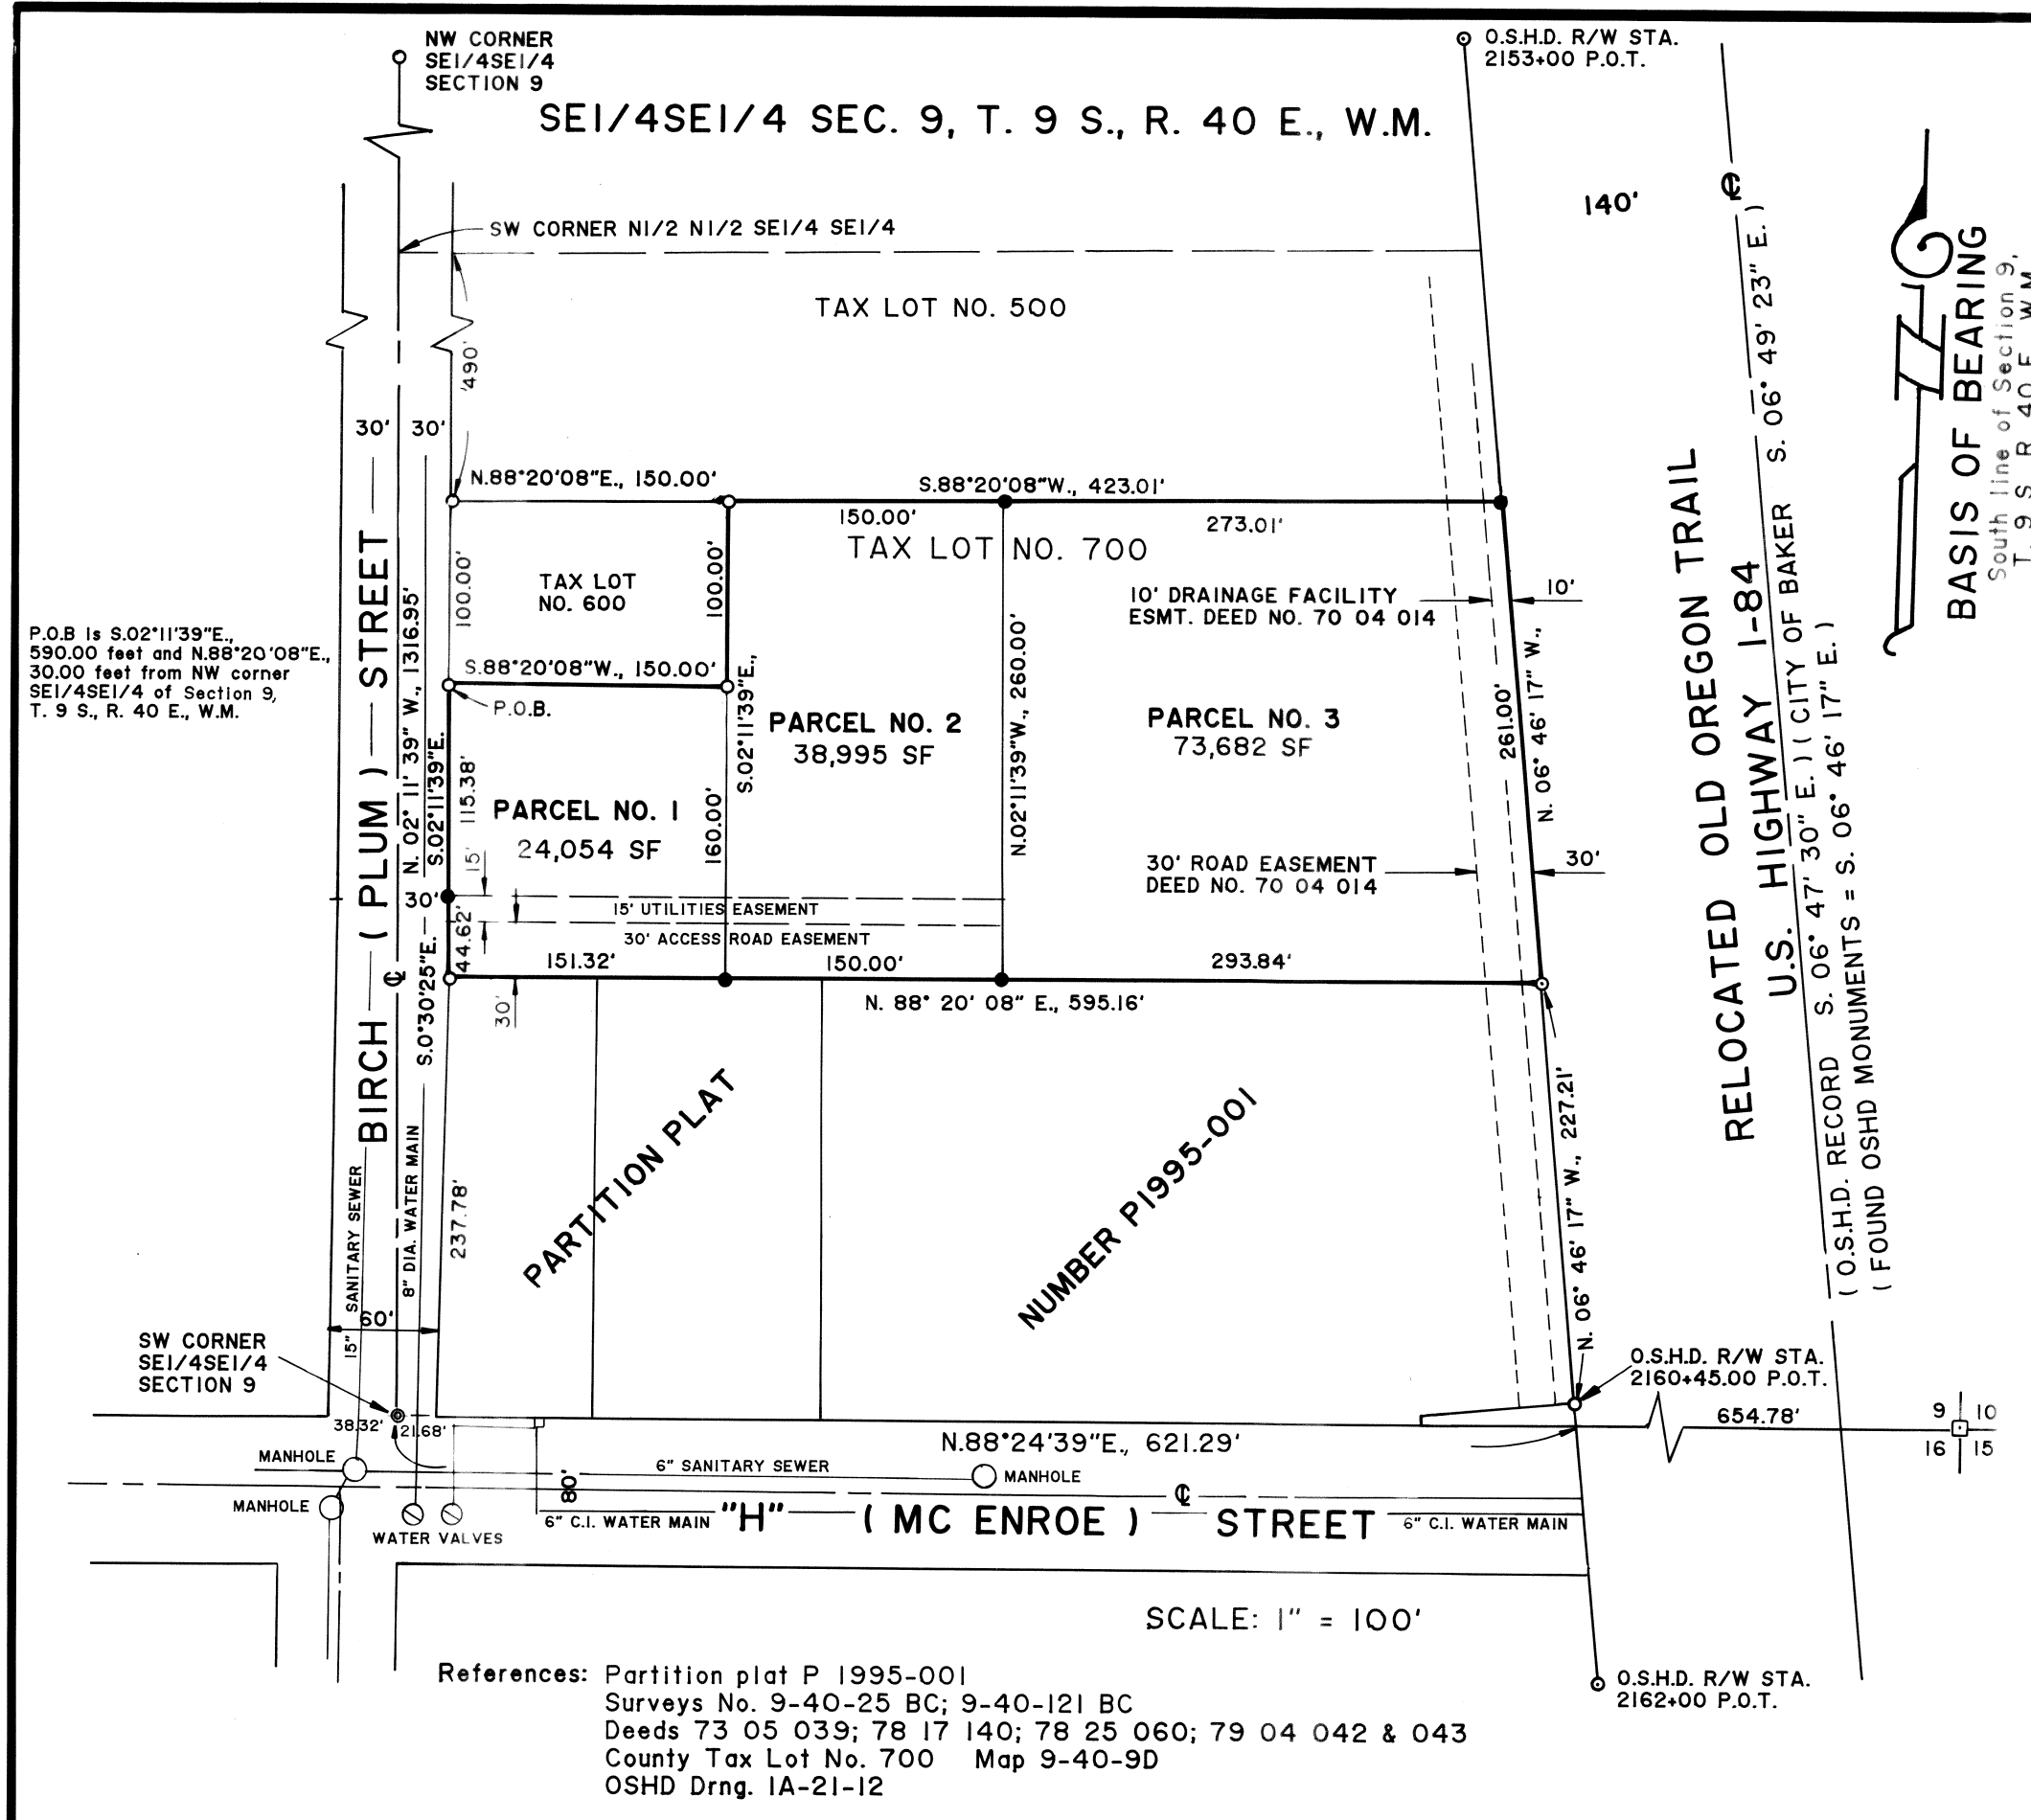 NW CORNER
SE1/4SE1/4
SECTION 9
O.S.H.D. R/W STA.
2153+00 P.O.T.
SE1/4SE1/4 SEC. 9, T. 9 S., R. 40 E., W.M.
140'
SW CORNER N1/2 N1/2 SE1/4 SE1/4
TAX LOT NO. 500
490'
30'
30'
N.88°20'08"E., 150.00'
S.88°20'08"W., 423.01'
150.00'
273.01'
TAX LOT NO. 700
100.00'
TAX LOT
NO. 600
100.00'
10' DRAINAGE FACILITY
ESMT. DEED NO. 70 04 014
10'
P.O.B is S.02°11'39"E.,
590.00 feet and N.88°20'08"E.,
30.00 feet from NW corner
SE1/4SE1/4 of Section 9,
T. 9 S., R. 40 E., W.M.
S.88°20'08"W., 150.00'
P.O.B.
S.02°11'39"E.,
160.00'
N.02°11'39"W., 260.00'
261.00'
N. 06° 46' 17" W.,
PARCEL NO. 2
38,995 SF
PARCEL NO. 3
73,682 SF
PARCEL NO. 1
24,054 SF
BIRCH — ( PLUM ) — STREET
N. 02° 11' 39" W., 1316.95'
S.02°11'39"E.
115.38'
15'
30'
S.0°30'25"E.
44.62'
15' UTILITIES EASEMENT
30' ACCESS ROAD EASEMENT
30' ROAD EASEMENT
DEED NO. 70 04 014
30'
151.32'
150.00'
293.84'
N. 88° 20' 08" E., 595.16'
30'
PARTITION PLAT
NUMBER P1995-001
237.78'
15" SANITARY SEWER
8" DIA. WATER MAIN
60'
N. 06° 46' 17" W., 227.21'
RELOCATED OLD OREGON TRAIL
U.S. HIGHWAY I-84
S. 06° 49' 23" E. )
S. 06° 47' 30" E. ) ( CITY OF BAKER
( O.S.H.D. RECORD
( FOUND OSHD MONUMENTS = S. 06° 46' 17" E. )
N
BASIS OF BEARING
South line of Section 9,
T. 9 S., R. 40 E., W.M.
SW CORNER
SE1/4SE1/4
SECTION 9
38.32'
21.68'
O.S.H.D. R/W STA.
2160+45.00 P.O.T.
654.78'
9 10
16 15
N.88°24'39"E., 621.29'
MANHOLE
6" SANITARY SEWER
MANHOLE
MANHOLE
80'
6" C.I. WATER MAIN
"H" — ( MC ENROE ) — STREET
6" C.I. WATER MAIN
WATER VALVES
SCALE: 1" = 100'
O.S.H.D. R/W STA.
2162+00 P.O.T.
References: Partition plat P 1995-001
Surveys No. 9-40-25 BC; 9-40-121 BC
Deeds 73 05 039; 78 17 140; 78 25 060; 79 04 042 & 043
County Tax Lot No. 700 Map 9-40-9D
OSHD Drng. 1A-21-12